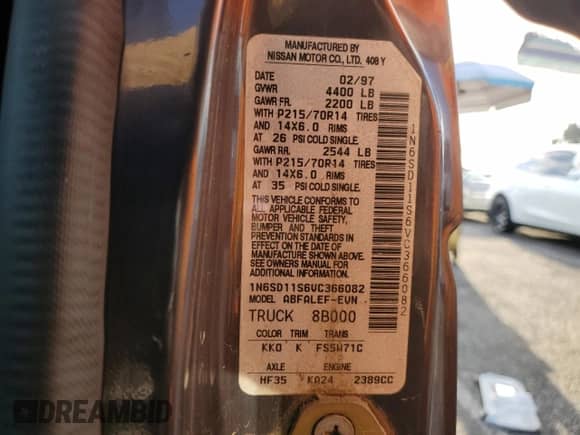 MANUFACTURED BY
NISSAN MOTOR CO., LTD. 408 Y
DATE 02/97
GVWR 4400 LB
GAWR FR. 2200 LB
WITH P215/70R14 TIRES
AND 14X6.0 RIMS
AT 26 PSI COLD SINGLE.
GAWR RR. 2544 LB
WITH P215/70R14 TIRES
AND 14X6.0 RIMS
AT 35 PSI COLD SINGLE.
THIS VEHICLE CONFORMS TO
ALL APPLICABLE FEDERAL
MOTOR VEHICLE SAFETY,
BUMPER AND THEFT
PREVENTION STANDARDS IN
EFFECT ON THE DATE OF
MANUFACTURE SHOWN ABOVE.
SEE OWNERS MANUAL FOR
ADDITIONAL INFORMATION.
1N6SD11S6VC366082
MODEL ABFALEF-EVN
TRUCK 8B000
COLOR TRIM TRANS
KK0 K FS5W71C
AXLE ENGINE
HF35 KA24 2389CC
1N6SD11S6VC366082
DREAMBID